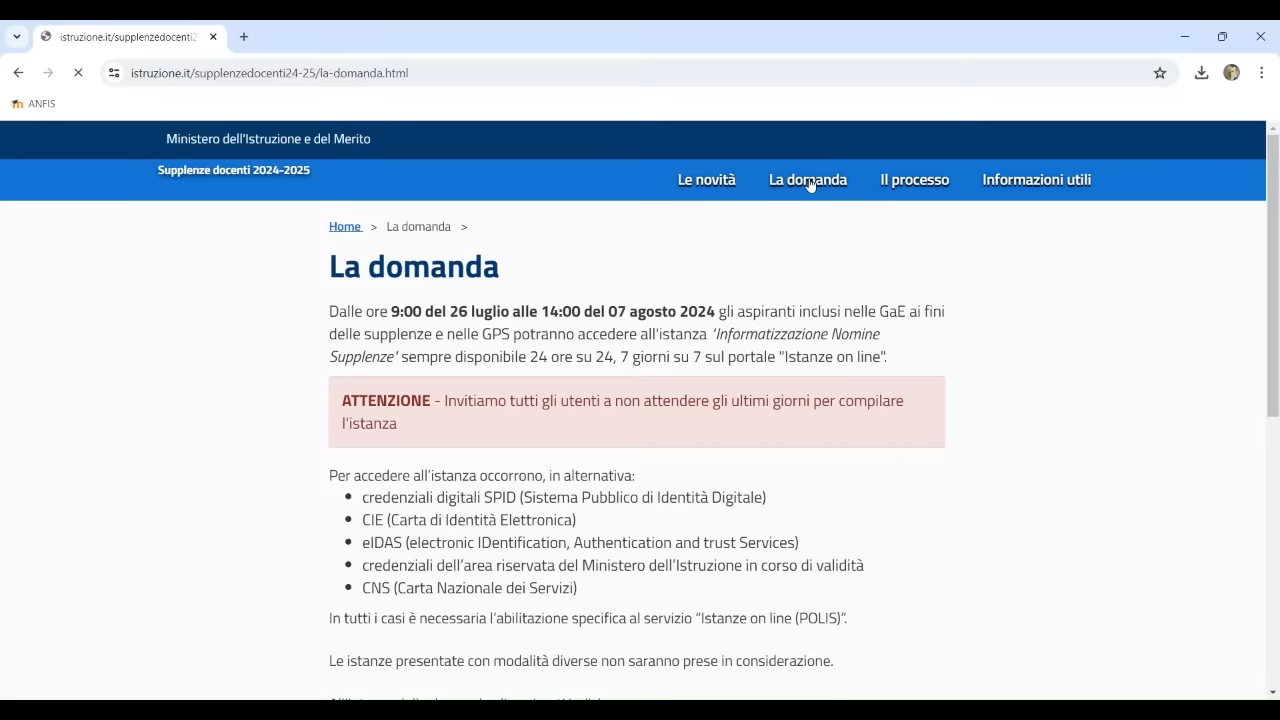 istruzione.it/supplenzedocenti2
istruzione.it/supplenzedocenti24-25/la-domanda.html
ANFIS
Ministero dell'Istruzione e del Merito
Supplenze docenti 2024-2025
Le novità La domanda Il processo Informazioni utili
Home > La domanda >
La domanda
Dalle ore 9:00 del 26 luglio alle 14:00 del 07 agosto 2024 gli aspiranti inclusi nelle GaE ai fini
delle supplenze e nelle GPS potranno accedere all'istanza 'Informatizzazione Nomine
Supplenze' sempre disponibile 24 ore su 24, 7 giorni su 7 sul portale "Istanze on line".
ATTENZIONE - Invitiamo tutti gli utenti a non attendere gli ultimi giorni per compilare
l'istanza
Per accedere all'istanza occorrono, in alternativa:
• credenziali digitali SPID (Sistema Pubblico di Identità Digitale)
• CIE (Carta di Identità Elettronica)
• eIDAS (electronic IDentification, Authentication and trust Services)
• credenziali dell'area riservata del Ministero dell'Istruzione in corso di validità
• CNS (Carta Nazionale dei Servizi)
In tutti i casi è necessaria l'abilitazione specifica al servizio "Istanze on line (POLIS)".
Le istanze presentate con modalità diverse non saranno prese in considerazione.